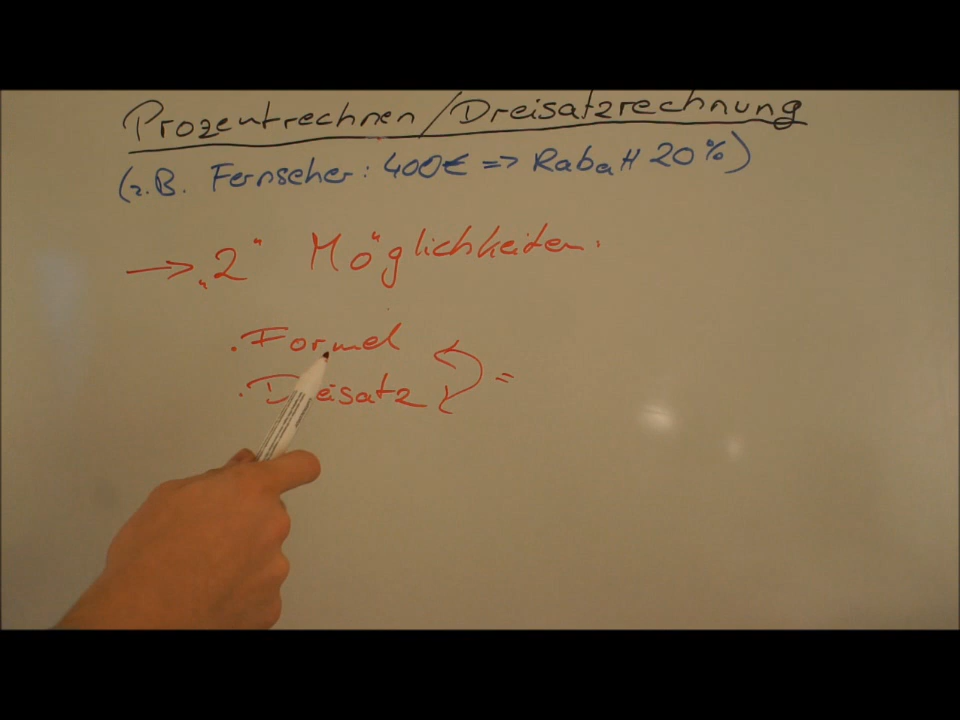 Prozentrechnen/Dreisatzrechnung
(z.B. Fernseher: 400€ => Rabatt 20%)
→ „2" Möglichkeiten:
. Formel
. Dreisatz =